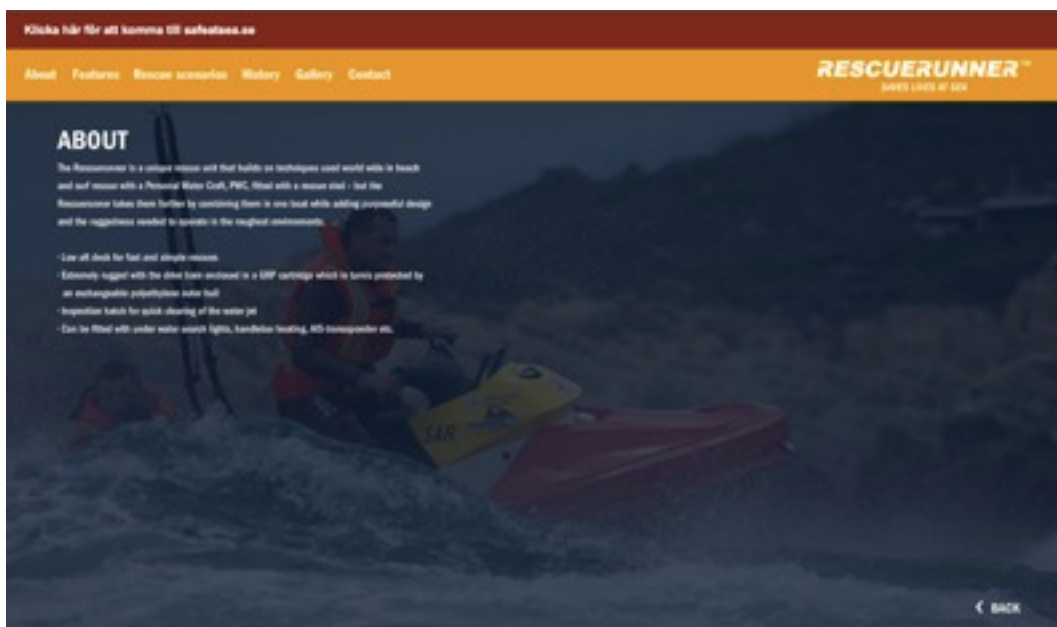 Klicka här för att komma till safeatsea.se
About Features Rescue scenarios History Gallery Contact
RESCUERUNNER™
SAVES LIVES AT SEA
ABOUT
The Rescuerunner is a unique rescue unit that builds on techniques used world wide in beach
and surf rescue with a Personal Water Craft, PWC, fitted with a rescue sled - but the
Rescuerunner takes them further by combining them in one boat while adding purposeful design
and the ruggedness needed to operate in the roughest environments.
- Low aft deck for fast and simple rescues
- Extremely rugged with the drive train enclosed in a GRP cartridge which in turn is protected by
an exchangeable polyethylene outer hull
- Inspection hatch for quick clearing of the water jet
- Can be fitted with under water search lights, handlebar heating, AIS-transponder etc.
SAR
BACK